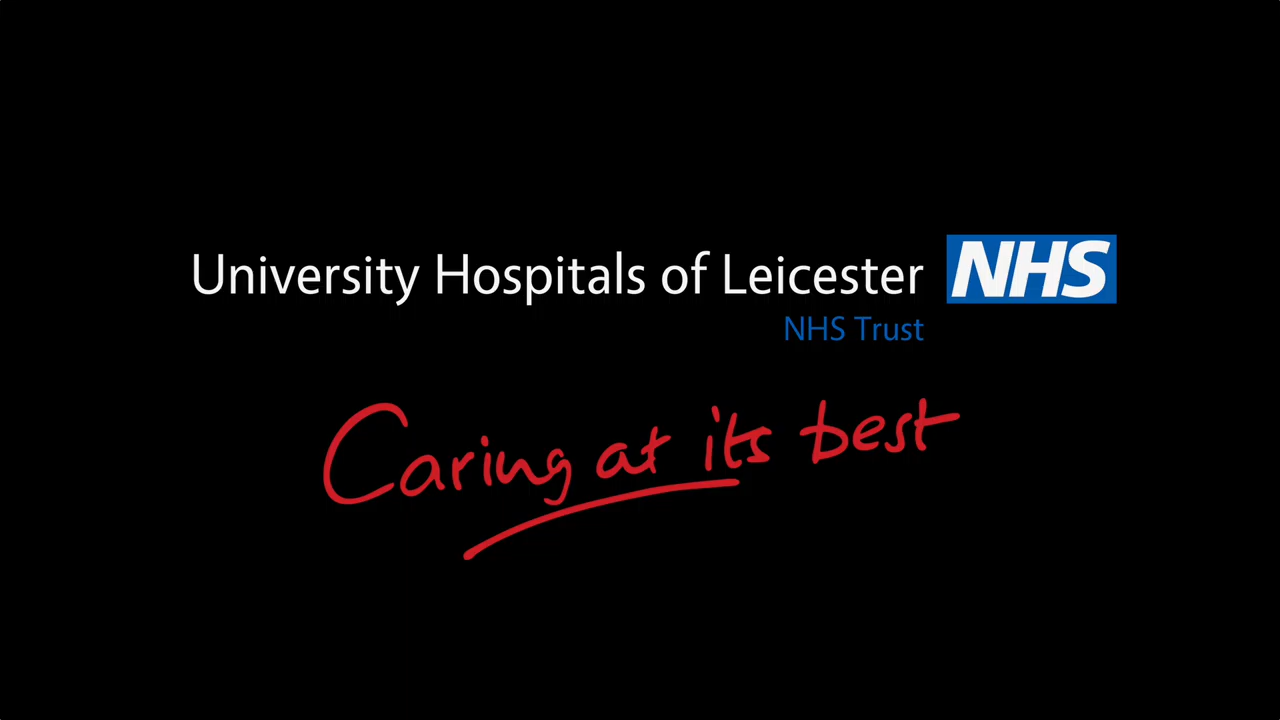 University Hospitals of Leicester NHS
NHS Trust
Caring at its best